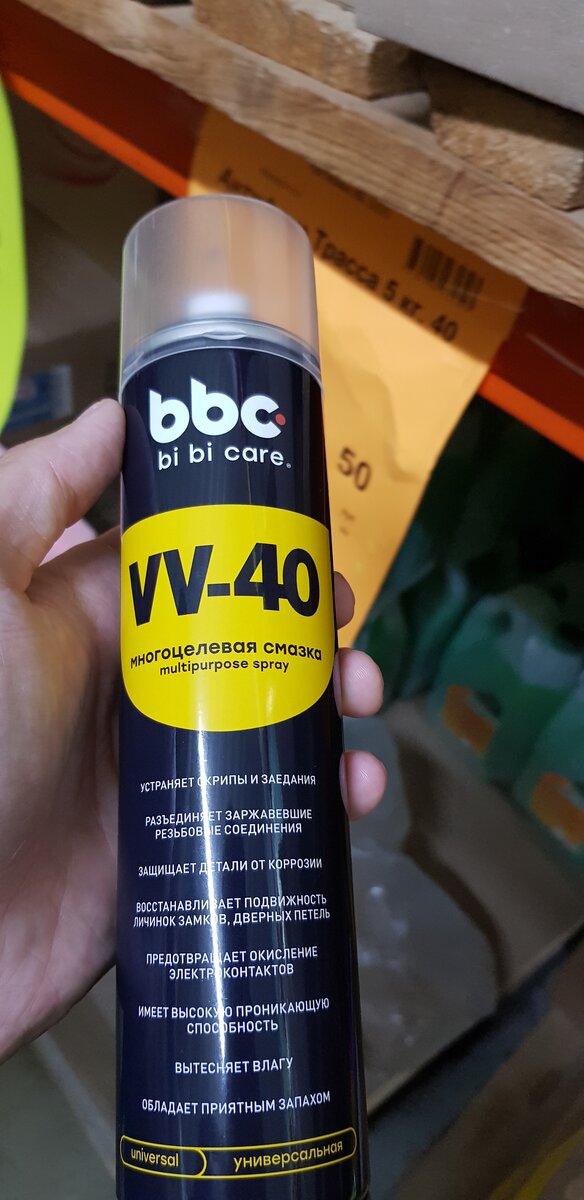 Трасса 5 кг. 40
50
bbc
bi bi care®
VV-40
многоцелевая смазка
multipurpose spray
УСТРАНЯЕТ СКРИПЫ И ЗАЕДАНИЯ
РАЗЪЕДИНЯЕТ ЗАРЖАВЕВШИЕ
РЕЗЬБОВЫЕ СОЕДИНЕНИЯ
ЗАЩИЩАЕТ ДЕТАЛИ ОТ КОРРОЗИИ
ВОССТАНАВЛИВАЕТ ПОДВИЖНОСТЬ
ЛИЧИНОК ЗАМКОВ, ДВЕРНЫХ ПЕТЕЛЬ
ПРЕДОТВРАЩАЕТ ОКИСЛЕНИЕ
ЭЛЕКТРОКОНТАКТОВ
ИМЕЕТ ВЫСОКУЮ ПРОНИКАЮЩУЮ
СПОСОБНОСТЬ
ВЫТЕСНЯЕТ ВЛАГУ
ОБЛАДАЕТ ПРИЯТНЫМ ЗАПАХОМ
universal
универсальная